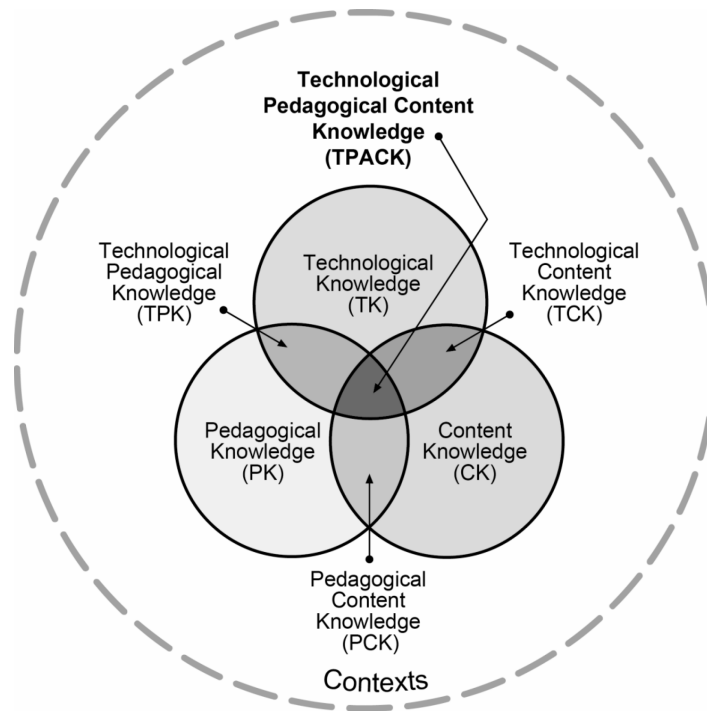 Technological
Pedagogical Content
Knowledge
(TPACK)
Technological
Pedagogical
Knowledge
(TPK)
Technological
Knowledge
(TK)
Technological
Content
Knowledge
(TCK)
Pedagogical
Knowledge
(PK)
Content
Knowledge
(CK)
Pedagogical
Content
Knowledge
(PCK)
Contexts